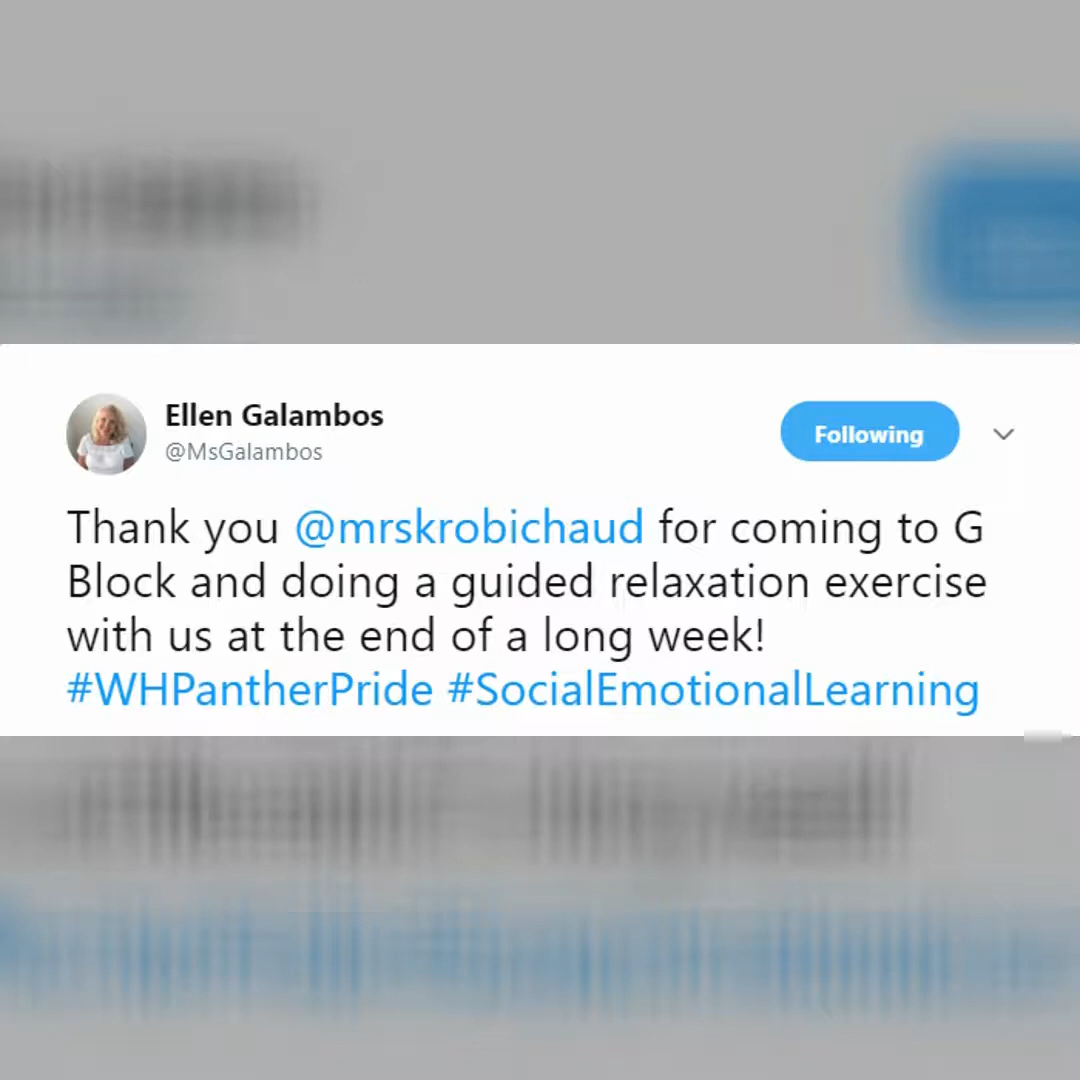 Ellen Galambos
@MsGalambos
Following
Thank you @mrskrobichaud for coming to G
Block and doing a guided relaxation exercise
with us at the end of a long week!
#WHPantherPride #SocialEmotionalLearning